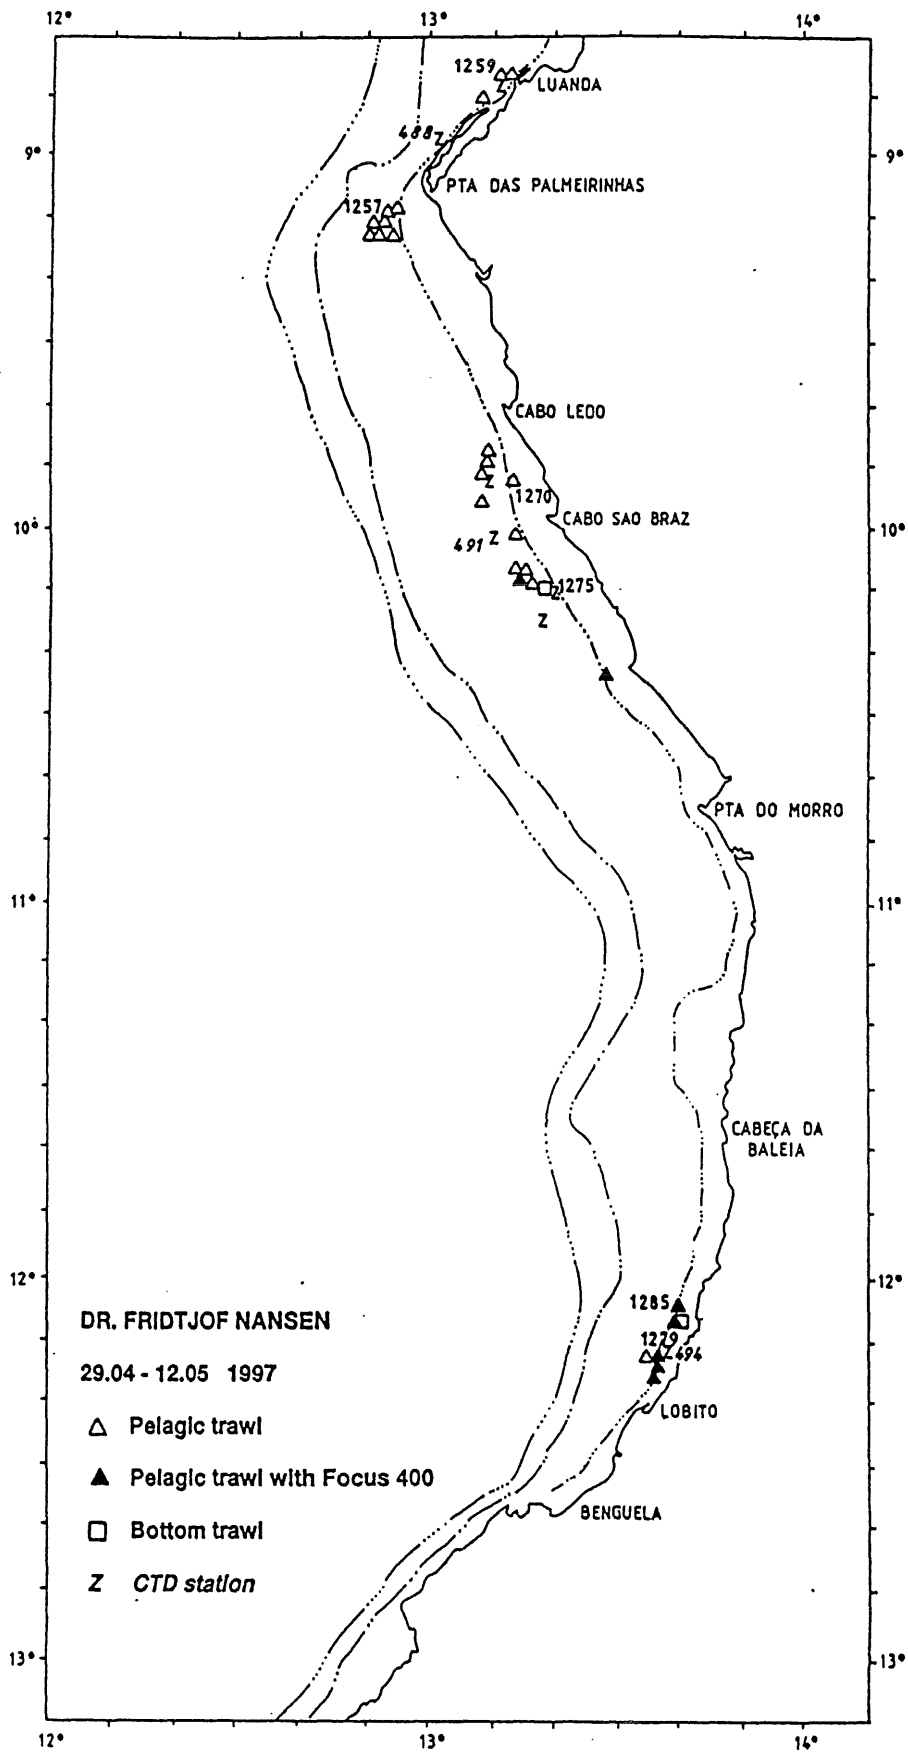 12° 13° 14°
1259
LUANDA
488 Z
9° 9°
PTA DAS PALMEIRINHAS
1257
CABO LEDO
Z
1270
CABO SAO BRAZ
10° 10°
491 Z
1275
Z
Z
PTA DO MORRO
11° 11°
CABEÇA DA
BALEIA
12° 12°
1285
1279
Z 494
LOBITO
BENGUELA
DR. FRIDTJOF NANSEN
29.04 - 12.05 1997
Pelagic trawl
Pelagic trawl with Focus 400
Bottom trawl
Z CTD station
13° 13°
12° 13° 14°